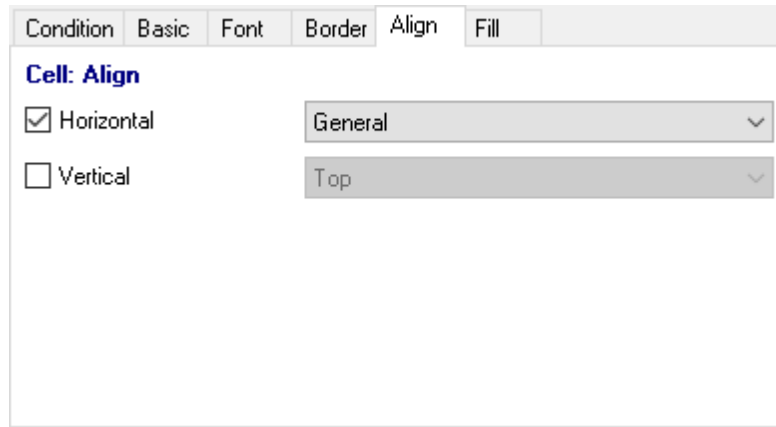 Condition Basic Font Border Align Fill
Cell: Align
Horizontal General
Vertical Top